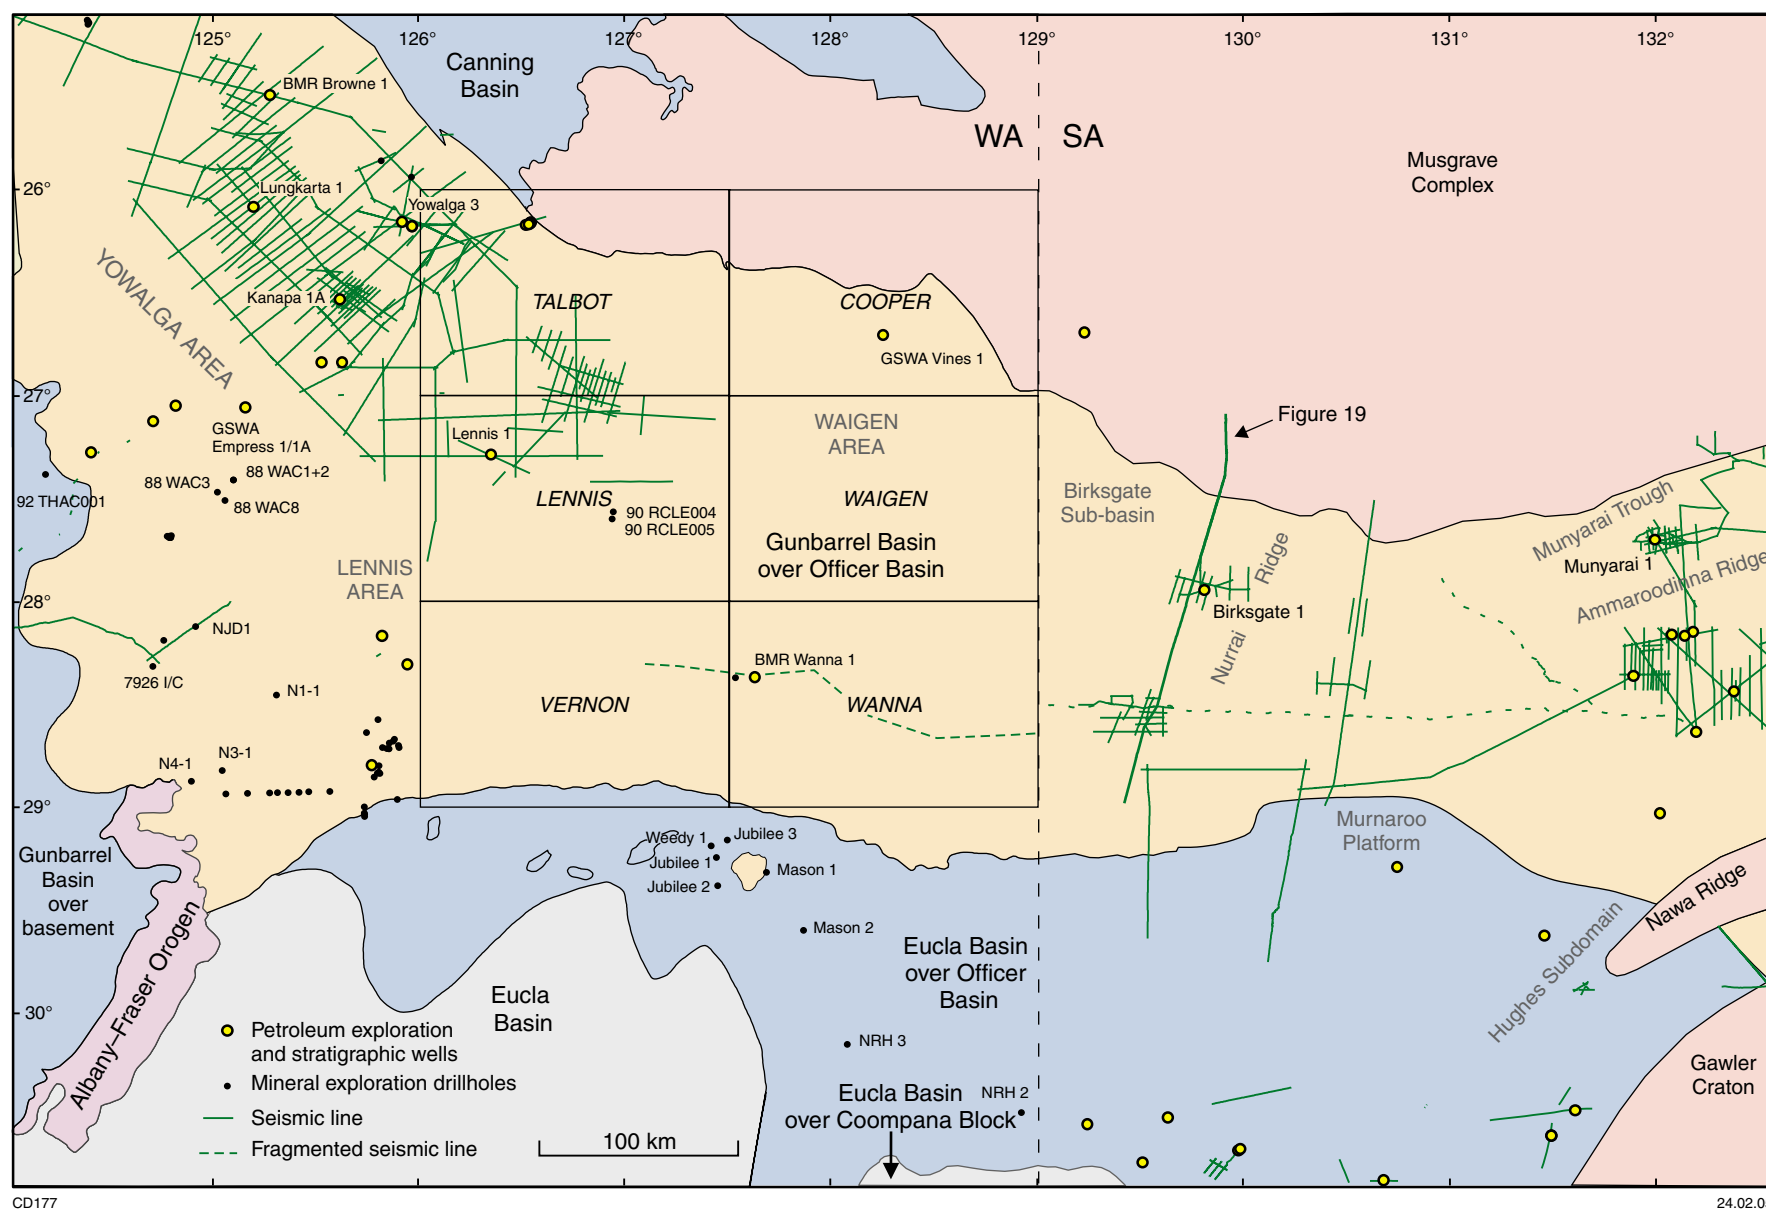 125°
126°
127°
128°
129°
130°
131°
132°
Canning
Basin
BMR Browne 1
WA
SA
Musgrave
Complex
26°
Lungkarta 1
Yowalga 3
YOWALGA AREA
Kanapa 1A
TALBOT
COOPER
GSWA Vines 1
27°
GSWA
Empress 1/1A
Lennis 1
WAIGEN
AREA
Figure 19
88 WAC3
88 WAC1+2
88 WAC8
92 THAC001
LENNIS
WAIGEN
90 RCLE004
90 RCLE005
Birksgate
Sub-basin
Munyarai Trough
Munyarai 1
Ammaroodinna Ridge
Gunbarrel Basin
over Officer Basin
LENNIS
AREA
Nurrai
Ridge
Birksgate 1
28°
NJD1
7926 I/C
N1-1
BMR Wanna 1
VERNON
WANNA
N4-1
N3-1
29°
Weedy 1
Jubilee 3
Jubilee 1
Mason 1
Jubilee 2
Mason 2
Murnaroo
Platform
Nawa Ridge
Gunbarrel
Basin
over
basement
Albany–Fraser Orogen
Eucla Basin
over Officer
Basin
Hughes Subdomain
Eucla
Basin
30°
NRH 3
NRH 2
Eucla Basin
over Coompana Block
Gawler
Craton
Petroleum exploration
and stratigraphic wells
Mineral exploration drillholes
Seismic line
Fragmented seismic line
100 km
CD177